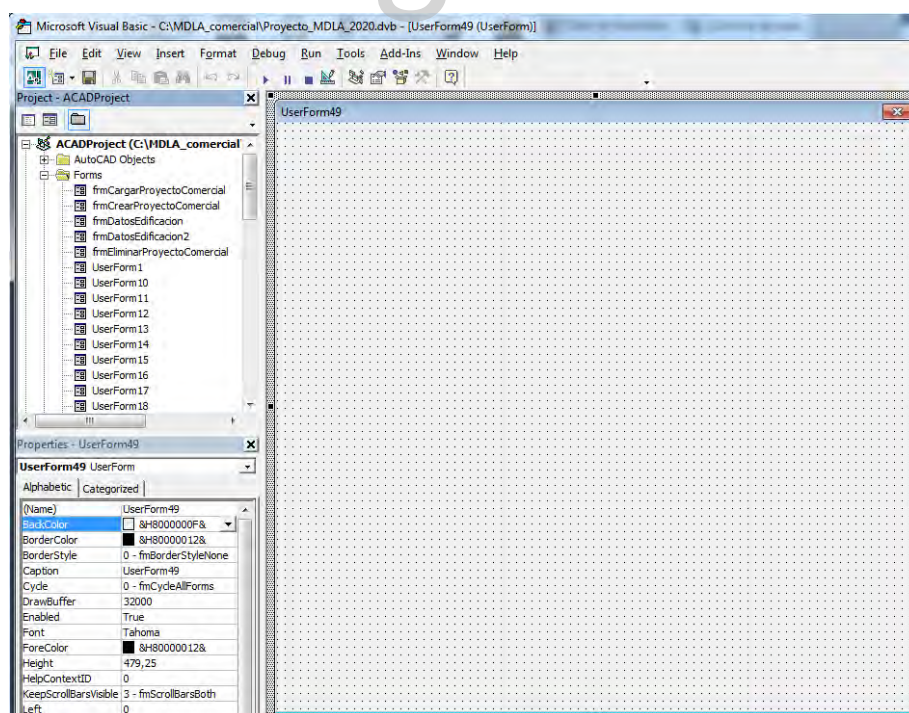 Microsoft Visual Basic - C:\MDLA_comercial\Proyecto_MDLA_2020.dvb - [UserForm49 (UserForm)]
File Edit View Insert Format Debug Run Tools Add-Ins Window Help
Project - ACADProject
ACADProject (C:\MDLA_comercial
AutoCAD Objects
Forms
frmCargarProyectoComercial
frmCrearProyectoComercial
frmDatosEdificacion
frmDatosEdificacion2
frmEliminarProyectoComercial
UserForm1
UserForm10
UserForm11
UserForm12
UserForm13
UserForm14
UserForm15
UserForm16
UserForm17
UserForm18
Properties - UserForm49
UserForm49 UserForm
Alphabetic Categorized
(Name) UserForm49
BackColor &H8000000F&
BorderColor &H80000012&
BorderStyle 0 - fmBorderStyleNone
Caption UserForm49
Cycle 0 - fmCycleAllForms
DrawBuffer 32000
Enabled True
Font Tahoma
ForeColor &H80000012&
Height 479,25
HelpContextID 0
KeepScrollBarsVisible 3 - fmScrollBarsBoth
Left 0
UserForm49